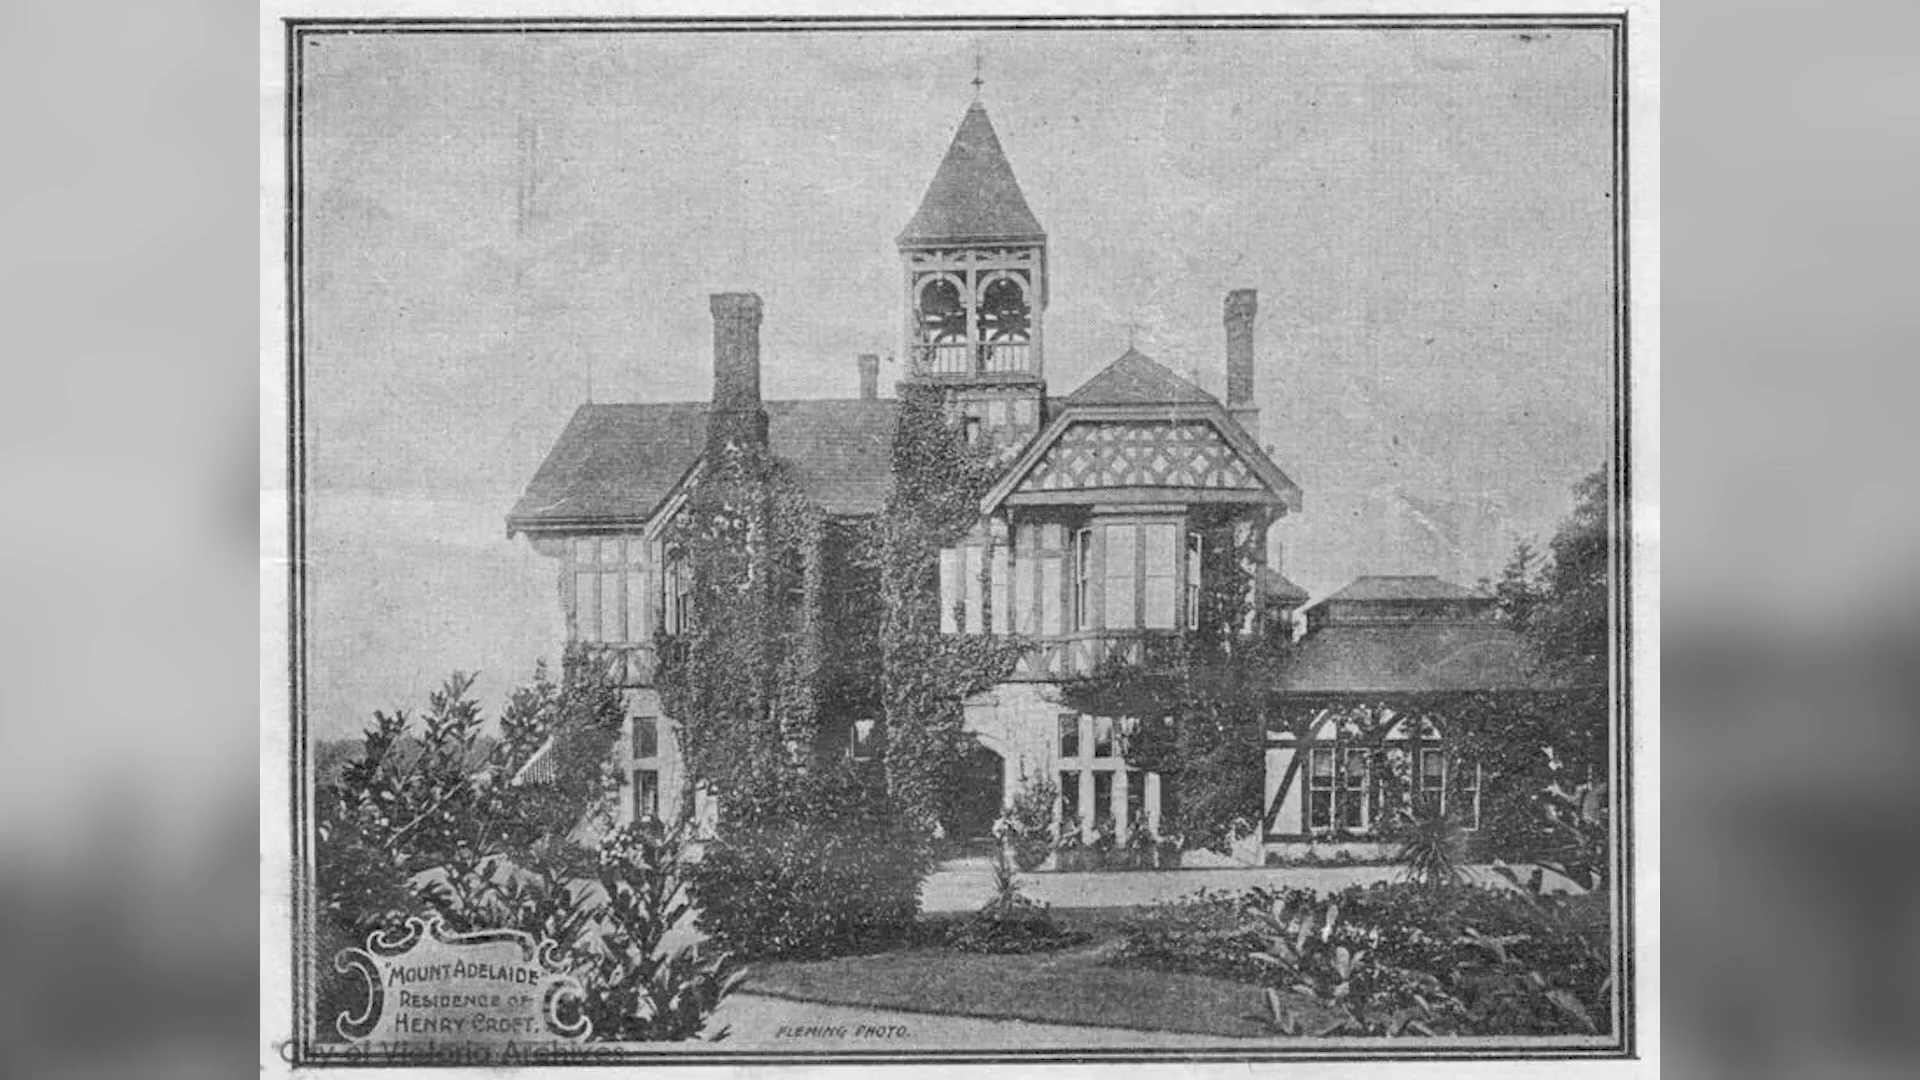 "MOUNT ADELAIDE"
RESIDENCE OF
HENRY CROFT.
FLEMING PHOTO.
City of Victoria Archives